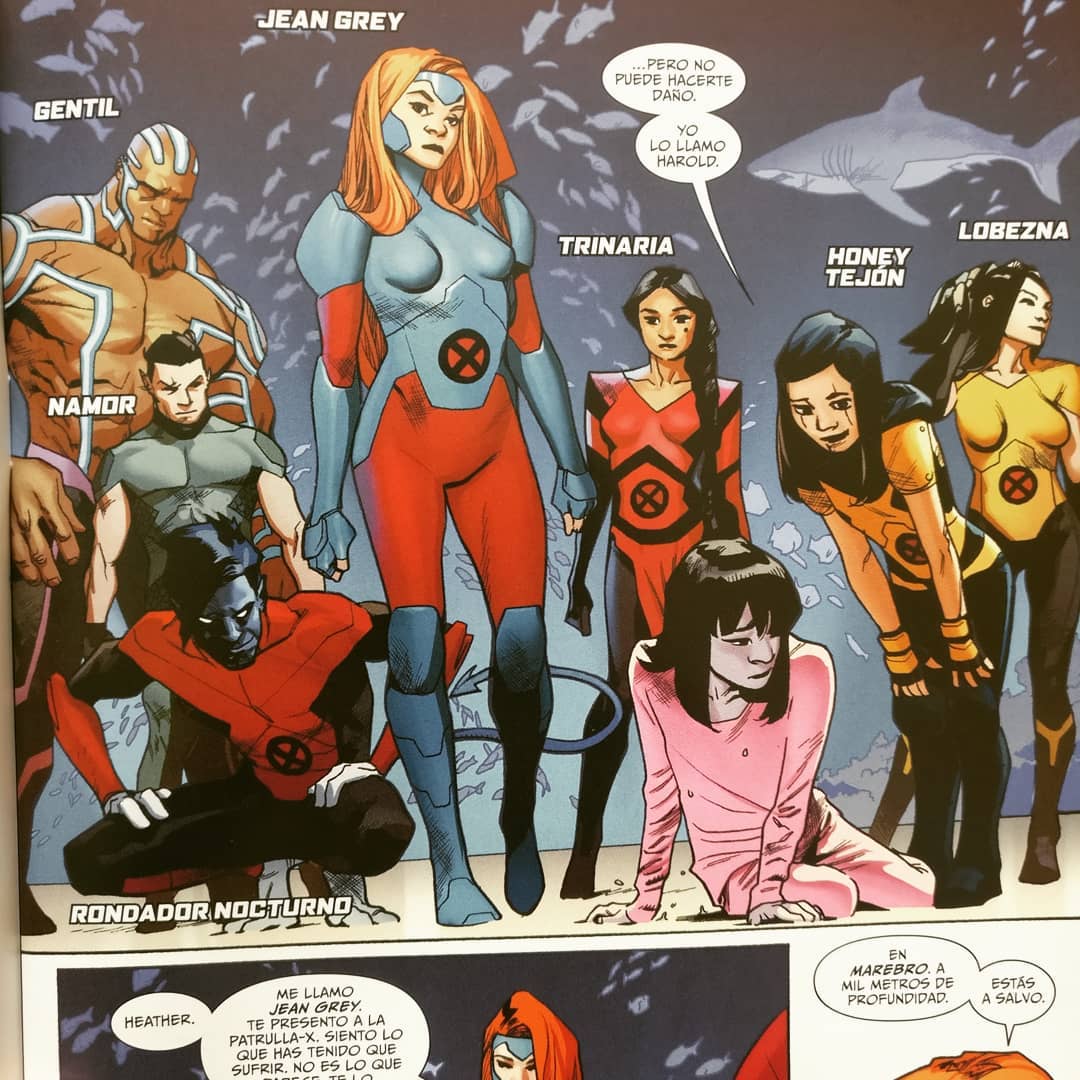 JEAN GREY
GENTIL
...PERO NO
PUEDE HACERTE
DAÑO.
YO
LO LLAMO
HAROLD.
TRINARIA
HONEY
TEJÓN
LOBEZNA
NAMOR
RONDADOR NOCTURNO
HEATHER.
ME LLAMO
JEAN GREY.
TE PRESENTO A LA
PATRULLA-X. SIENTO LO
QUE HAS TENIDO QUE
SUFRIR. NO ES LO QUE
EN
MAREBRO. A
MIL METROS DE
PROFUNDIDAD.
ESTÁS
A SALVO.